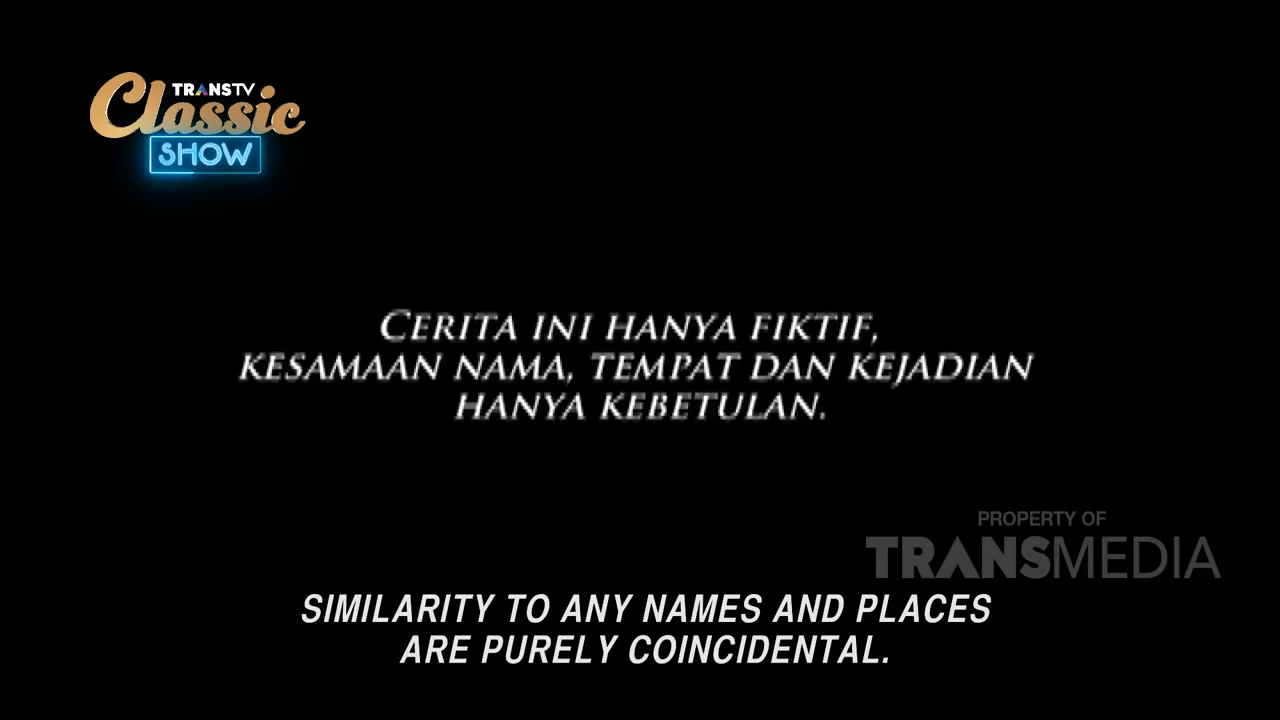 TRANSTV
Classic
SHOW
CERITA INI HANYA FIKTIF,
KESAMAAN NAMA, TEMPAT DAN KEJADIAN
HANYA KEBETULAN.
PROPERTY OF
TRANSMEDIA
SIMILARITY TO ANY NAMES AND PLACES
ARE PURELY COINCIDENTAL.